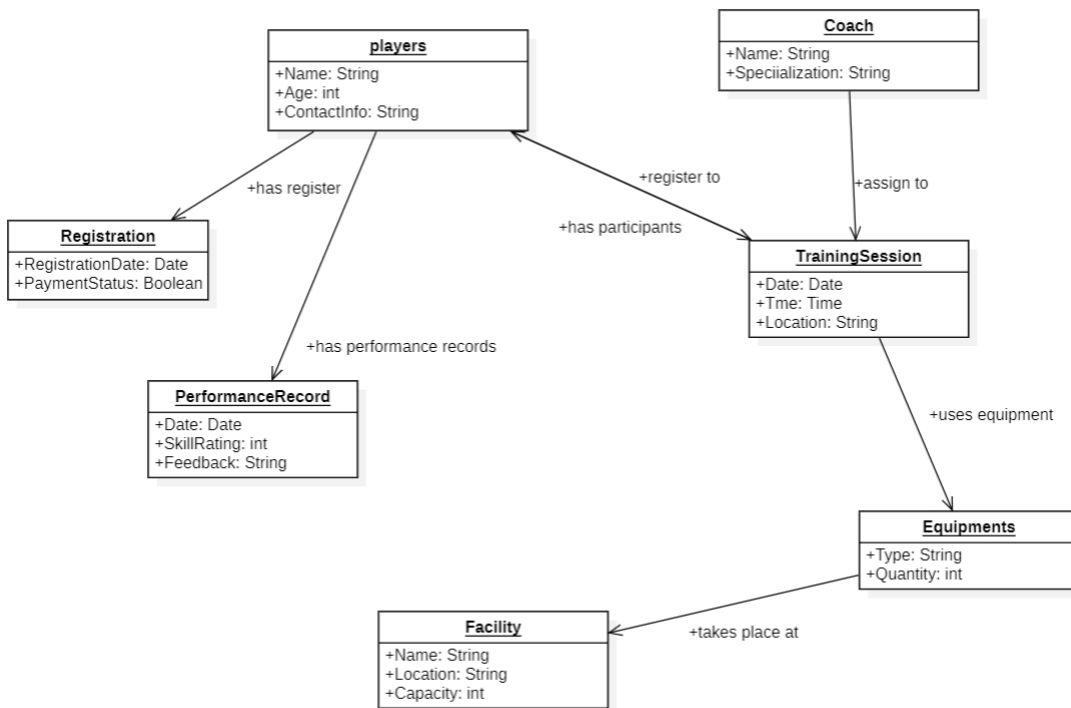 players
+Name: String
+Age: int
+ContactInfo: String
Coach
+Name: String
+Speciialization: String
+has register
+register to
+has participants
+assign to
Registration
+RegistrationDate: Date
+PaymentStatus: Boolean
TrainingSession
+Date: Date
+Tme: Time
+Location: String
+has performance records
PerformanceRecord
+Date: Date
+SkillRating: int
+Feedback: String
+uses equipment
Equipments
+Type: String
+Quantity: int
+takes place at
Facility
+Name: String
+Location: String
+Capacity: int